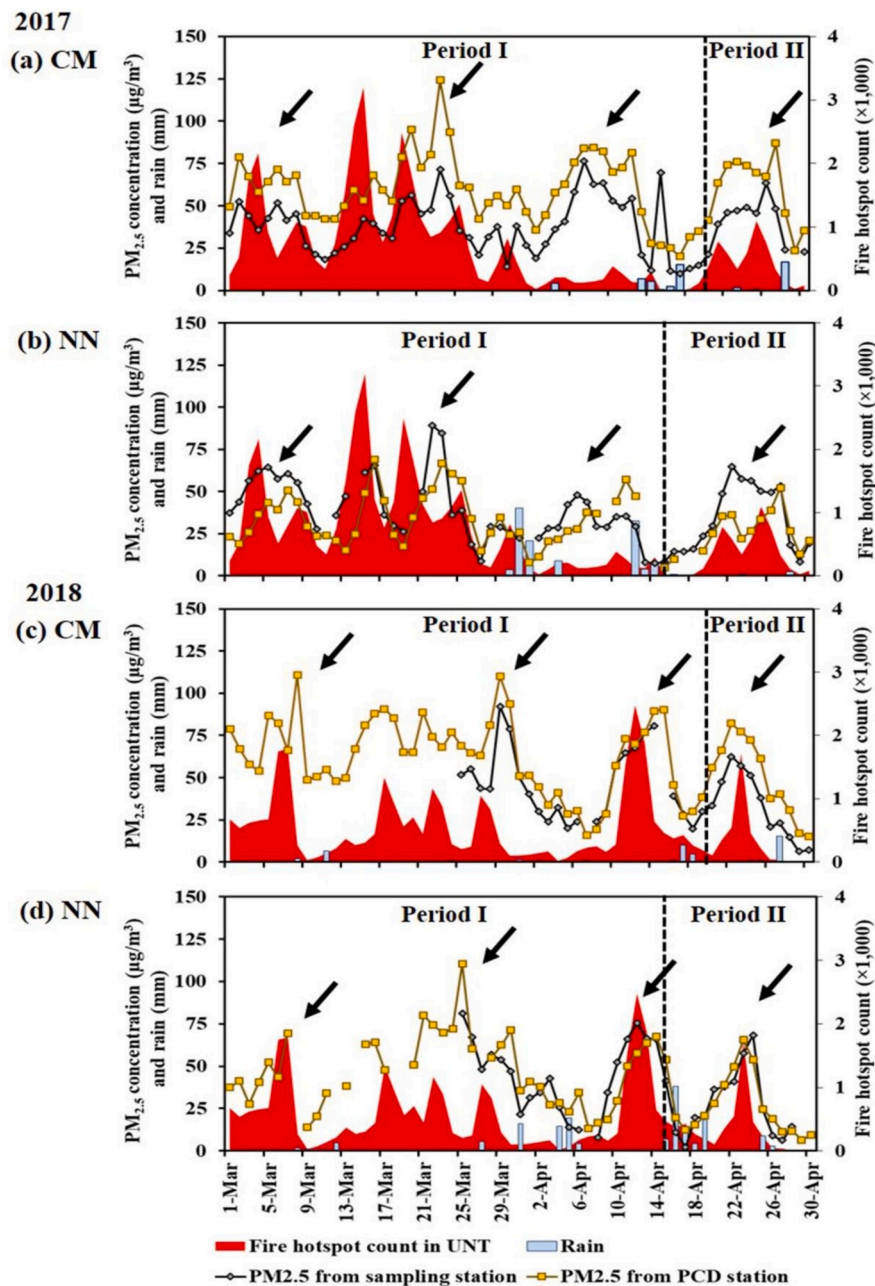 2017
(a) CM
Period I
Period II
PM2.5 concentration (μg/m³)
and rain (mm)
150
125
100
75
50
25
0
4
3
2
1
0
Fire hotspot count (×1,000)
1-Mar
5-Mar
9-Mar
13-Mar
17-Mar
21-Mar
25-Mar
29-Mar
2-Apr
6-Apr
10-Apr
14-Apr
18-Apr
22-Apr
26-Apr
30-Apr
(b) NN
Period I
Period II
PM2.5 concentration (μg/m³)
and rain (mm)
150
125
100
75
50
25
0
4
3
2
1
0
Fire hotspot count (×1,000)
2018
(c) CM
Period I
Period II
PM2.5 concentration (μg/m³)
and rain (mm)
150
125
100
75
50
25
0
4
3
2
1
0
Fire hotspot count (×1,000)
(d) NN
Period I
Period II
PM2.5 concentration (μg/m³)
and rain (mm)
150
125
100
75
50
25
0
4
3
2
1
0
Fire hotspot count (×1,000)
Fire hotspot count in UNT
Rain
PM2.5 from sampling station
PM2.5 from PCD station